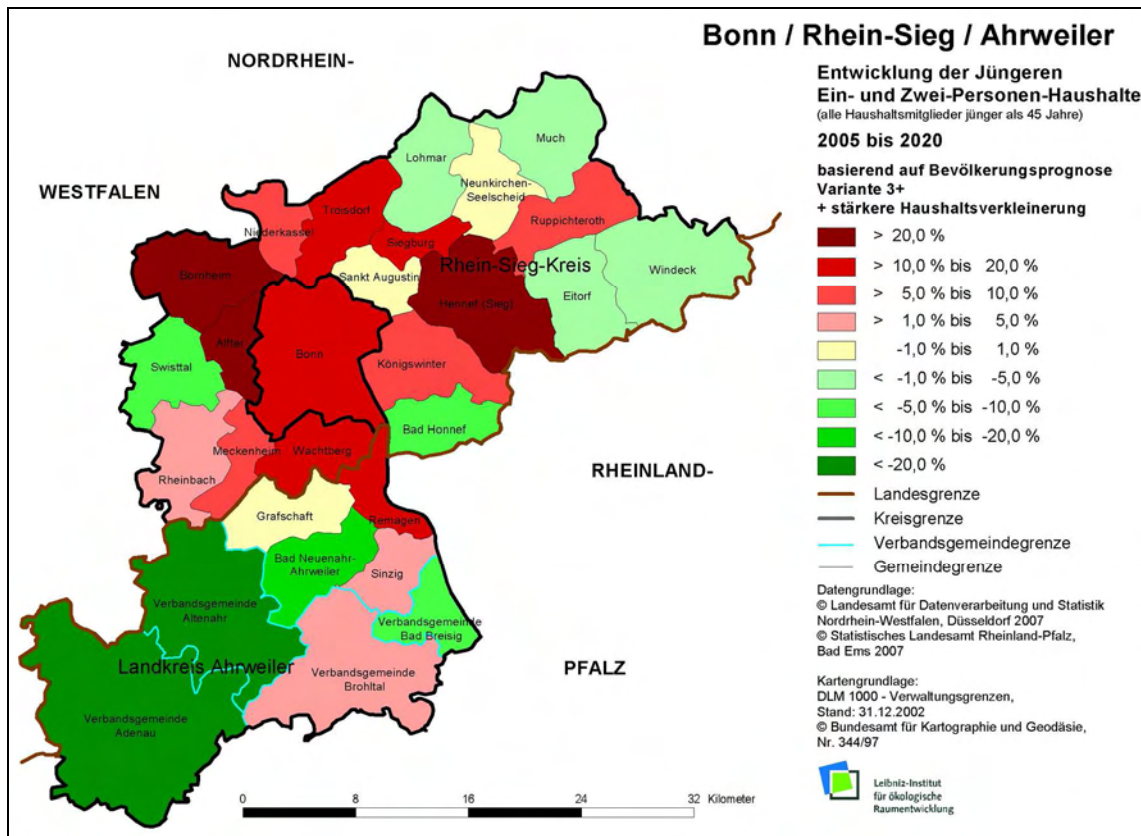 Bonn / Rhein-Sieg / Ahrweiler
Entwicklung der Jüngeren
Ein- und Zwei-Personen-Haushalte
(alle Haushaltsmitglieder jünger als 45 Jahre)
2005 bis 2020
basierend auf Bevölkerungsprognose
Variante 3+
+ stärkere Haushaltsverkleinerung
> 20,0 %
> 10,0 % bis 20,0 %
> 5,0 % bis 10,0 %
> 1,0 % bis 5,0 %
-1,0 % bis 1,0 %
< -1,0 % bis -5,0 %
< -5,0 % bis -10,0 %
< -10,0 % bis -20,0 %
< -20,0 %
Landesgrenze
Kreisgrenze
Verbandsgemeindegrenze
Gemeindegrenze
Datengrundlage:
© Landesamt für Datenverarbeitung und Statistik
Nordrhein-Westfalen, Düsseldorf 2007
© Statistisches Landesamt Rheinland-Pfalz,
Bad Ems 2007
Kartengrundlage:
DLM 1000 - Verwaltungsgrenzen,
Stand: 31.12.2002
© Bundesamt für Kartographie und Geodäsie,
Nr. 344/97
Leibniz-Institut
für ökologische
Raumentwicklung
NORDRHEIN-
WESTFALEN
RHEINLAND-
PFALZ
Much
Lohmar
Neunkirchen-
Seelscheid
Troisdorf
Ruppichteroth
Niederkassel
Siegburg
Rhein-Sieg-Kreis
Windeck
Sankt Augustin
Bornheim
Hennef (Sieg)
Eitorf
Alfter
Bonn
Swisttal
Königswinter
Bad Honnef
Meckenheim
Wachtberg
Rheinbach
Grafschaft
Remagen
Bad Neuenahr-
Ahrweiler
Sinzig
Verbandsgemeinde
Altenahr
Verbandsgemeinde
Bad Breisig
Landkreis Ahrweiler
Verbandsgemeinde
Brohltal
Verbandsgemeinde
Adenau
0 8 16 24 32 Kilometer